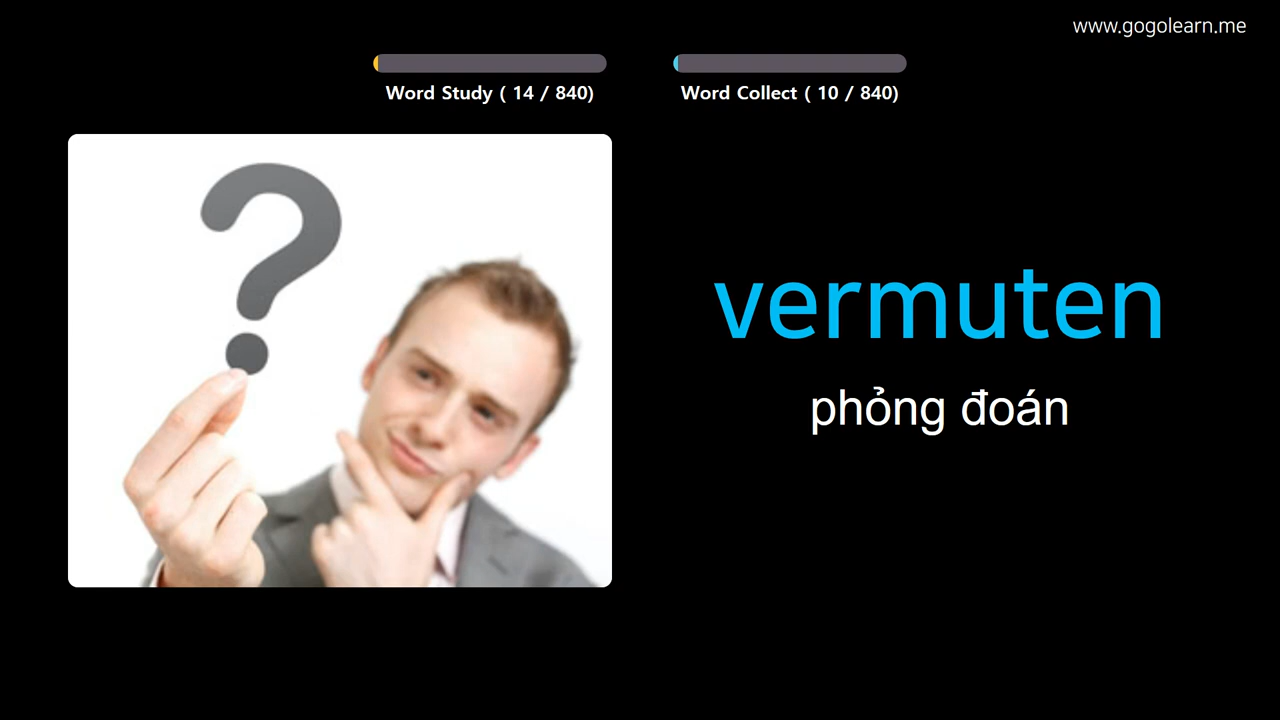 www.gogolearn.me
Word Study ( 14 / 840)
Word Collect ( 10 / 840)
?
vermuten
phỏng đoán